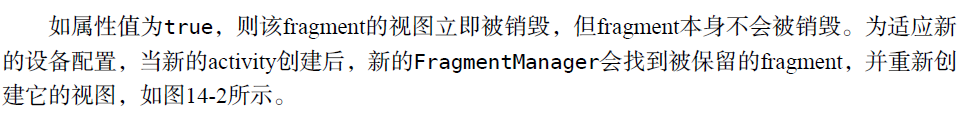 如属性值为true，则该fragment的视图立即被销毁，但fragment本身不会被销毁。为适应新
的设备配置，当新的activity创建后，新的FragmentManager会找到被保留的fragment，并重新创
建它的视图，如图14-2所示。